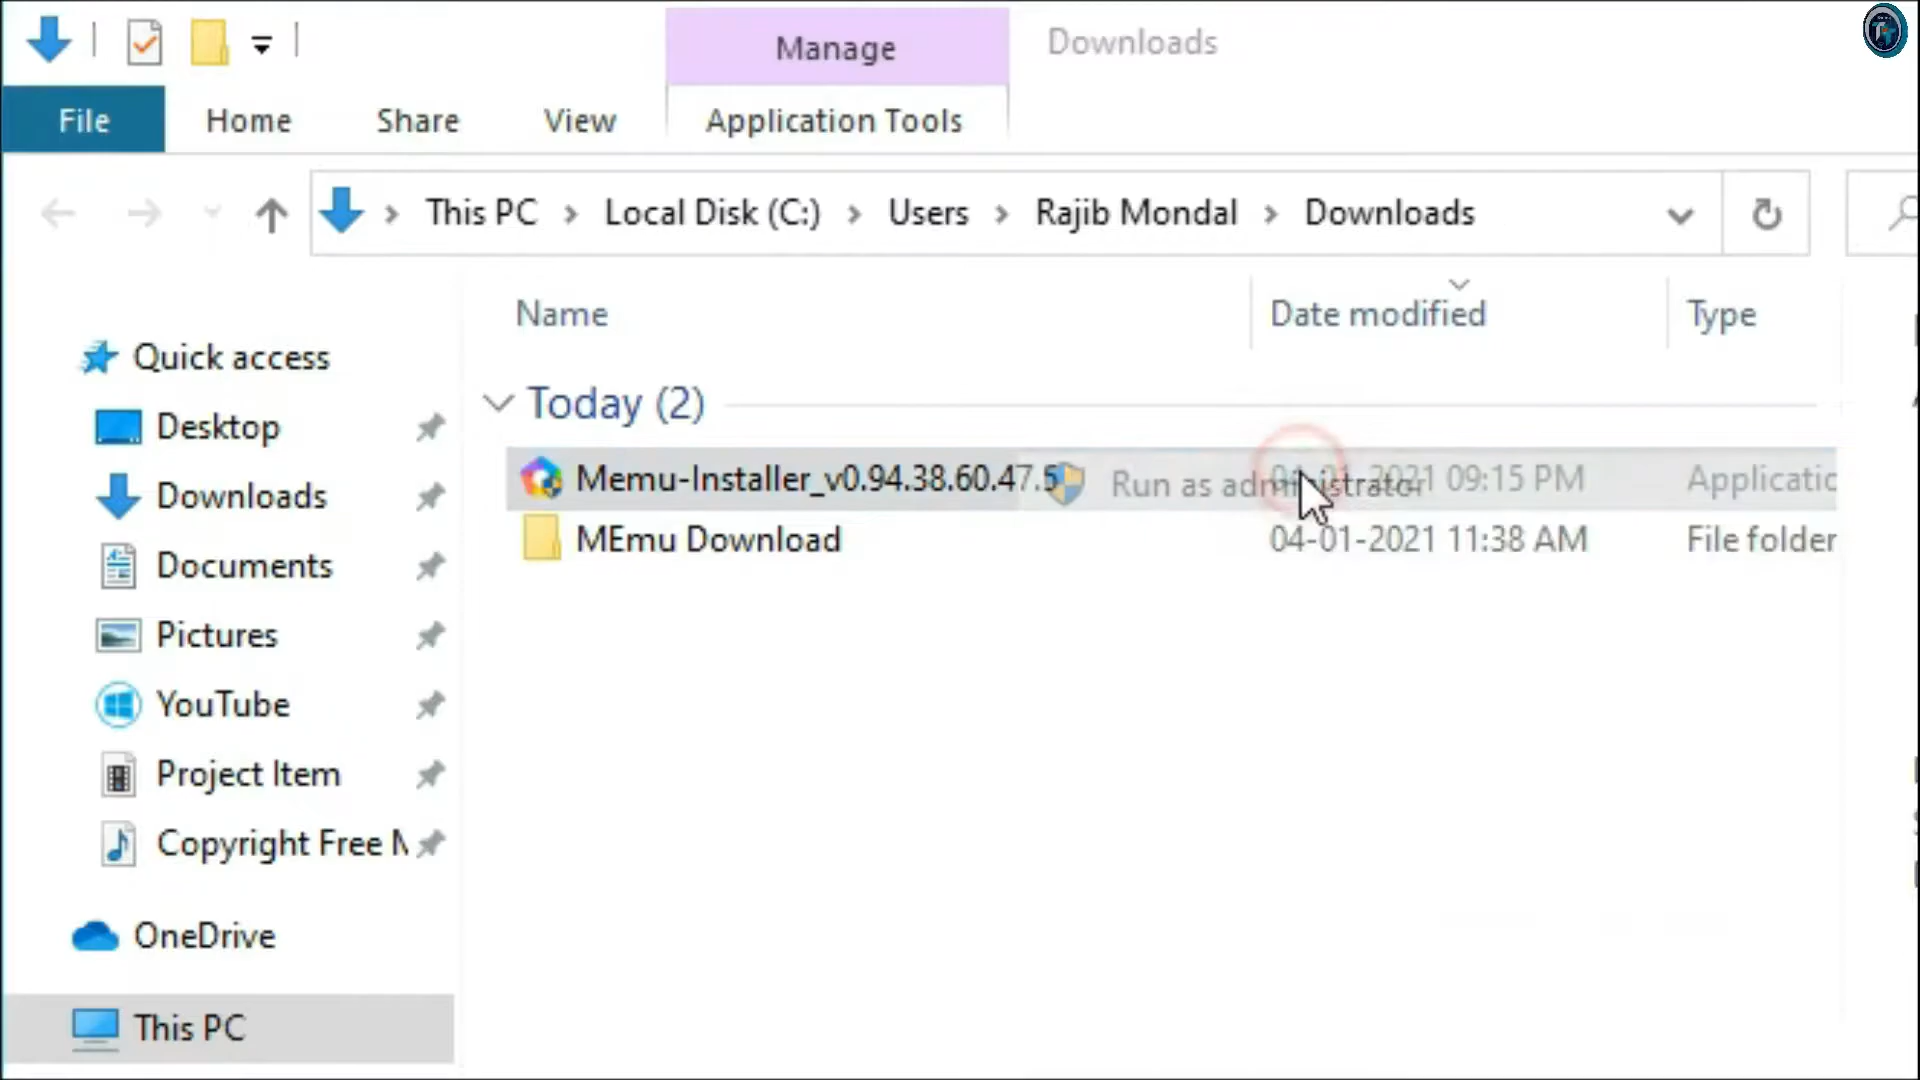 Manage
Downloads
File
Home
Share
View
Application Tools
This PC
Local Disk (C:)
Users
Rajib Mondal
Downloads
Name
Date modified
Type
Quick access
Desktop
Downloads
Documents
Pictures
YouTube
Project Item
Copyright Free M
OneDrive
This PC
Today (2)
Memu-Installer_v0.94.38.60.47.5
Run as administrator
04-01-2021 09:15 PM
Applicatic
MEmu Download
04-01-2021 11:38 AM
File folder